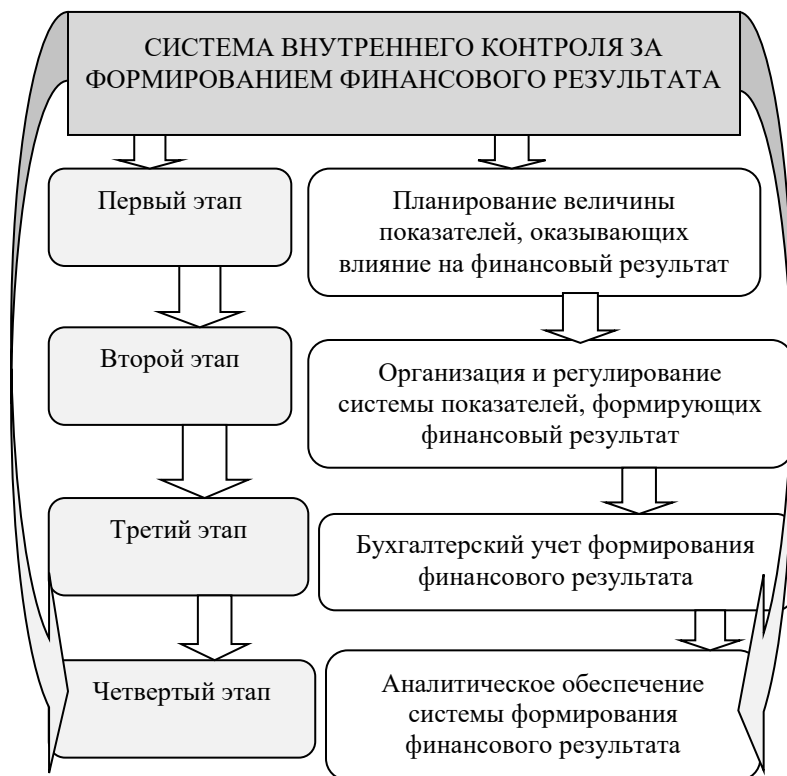 СИСТЕМА ВНУТРЕННЕГО КОНТРОЛЯ ЗА
ФОРМИРОВАНИЕМ ФИНАНСОВОГО РЕЗУЛЬТАТА
Первый этап
Планирование величины
показателей, оказывающих
влияние на финансовый результат
Второй этап
Организация и регулирование
системы показателей, формирующих
финансовый результат
Третий этап
Бухгалтерский учет формирования
финансового результата
Четвертый этап
Аналитическое обеспечение
системы формирования
финансового результата